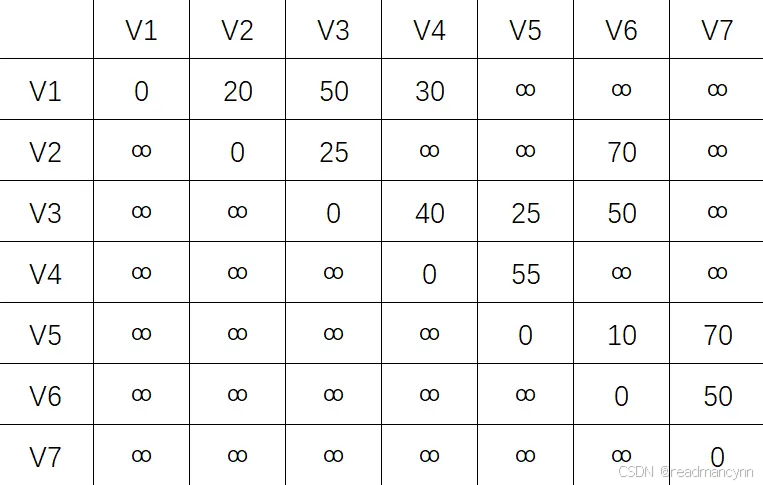 V1 V2 V3 V4 V5 V6 V7
V1 0 20 50 30 ∞ ∞ ∞
V2 ∞ 0 25 ∞ ∞ 70 ∞
V3 ∞ ∞ 0 40 25 50 ∞
V4 ∞ ∞ ∞ 0 55 ∞ ∞
V5 ∞ ∞ ∞ ∞ 0 10 70
V6 ∞ ∞ ∞ ∞ ∞ 0 50
V7 ∞ ∞ ∞ ∞ ∞ ∞ 0
CSDN @readmancynn